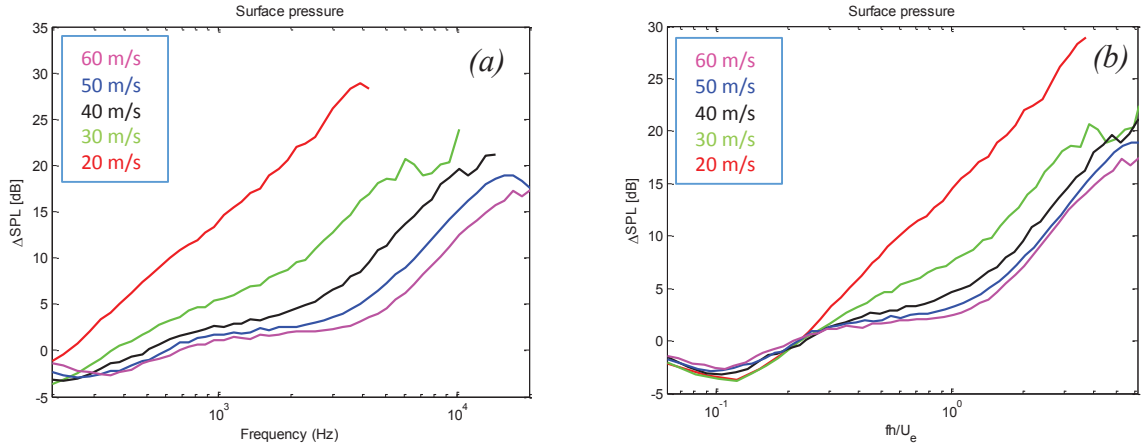 Surface pressure
(a)
60 m/s
50 m/s
40 m/s
30 m/s
20 m/s
35
30
25
20
15
10
5
0
-5
ΔSPL [dB]
10³
10⁴
Frequency (Hz)
Surface pressure
(b)
60 m/s
50 m/s
40 m/s
30 m/s
20 m/s
30
25
20
15
10
5
0
-5
ΔSPL [dB]
10⁻¹
10⁰
fh/Uₑ